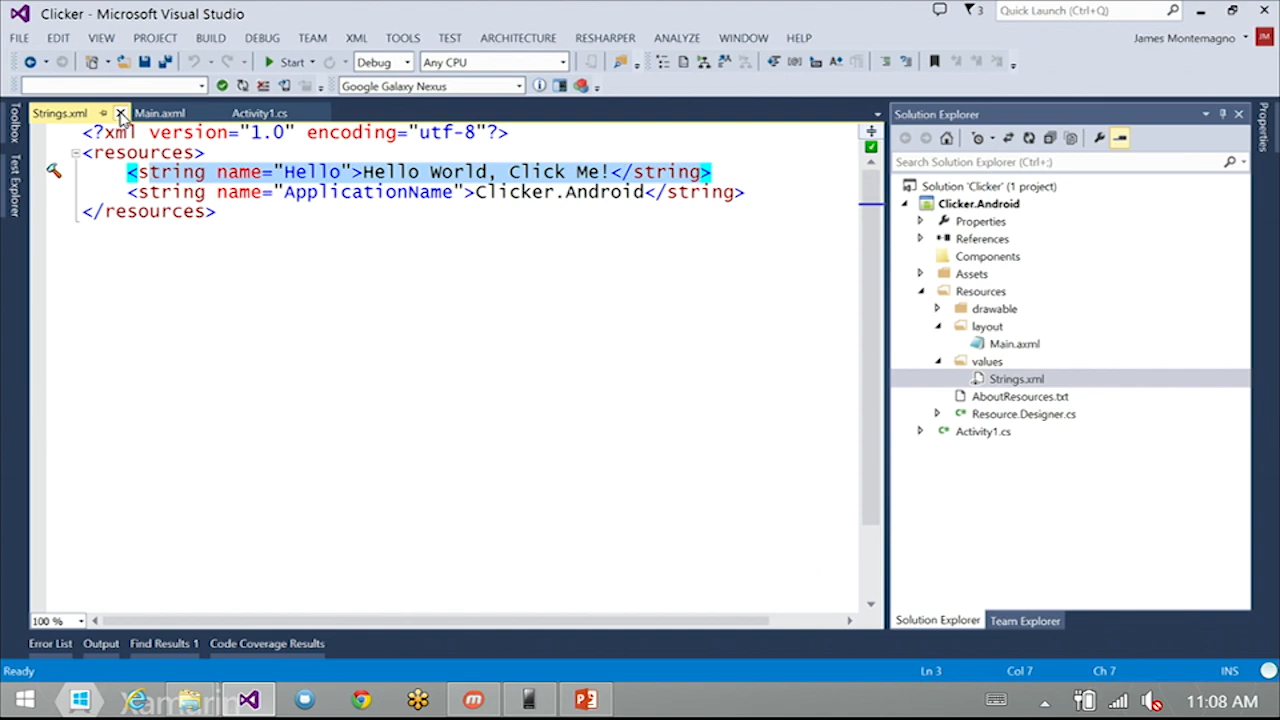 Clicker - Microsoft Visual Studio
3
Quick Launch (Ctrl+Q)
FILE EDIT VIEW PROJECT BUILD DEBUG TEAM XML TOOLS TEST ARCHITECTURE RESHARPER ANALYZE WINDOW HELP
James Montemagno
JM
Start Debug Any CPU
Google Galaxy Nexus
Toolbox
Test Explorer
Strings.xml Main.axml Activity1.cs
<?xml version="1.0" encoding="utf-8"?>
<resources>
<string name="Hello">Hello World, Click Me!</string>
<string name="ApplicationName">Clicker.Android</string>
</resources>
100 %
Solution Explorer
Search Solution Explorer (Ctrl+;)
Solution 'Clicker' (1 project)
Clicker.Android
Properties
References
Components
Assets
Resources
drawable
layout
Main.axml
values
Strings.xml
AboutResources.txt
Resource.Designer.cs
Activity1.cs
Solution Explorer Team Explorer
Properties
Error List Output Find Results 1 Code Coverage Results
Ready Ln 3 Col 7 Ch 7 INS
Xamarin
11:08 AM